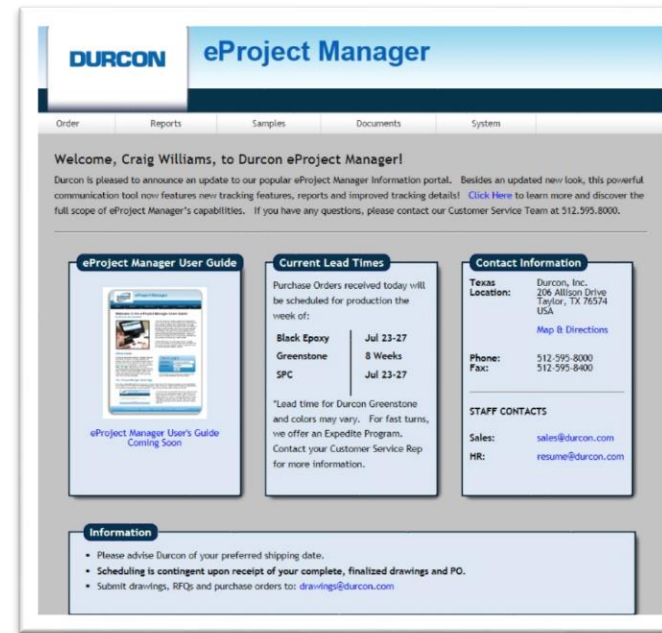 DURCON
eProject Manager
Order Reports Samples Documents System
Welcome, Craig Williams, to Durcon eProject Manager!
Durcon is pleased to announce an update to our popular eProject Manager Information portal. Besides an updated new look, this powerful
communication tool now features new tracking features, reports and improved tracking details! Click Here to learn more and discover the
full scope of eProject Manager's capabilities. If you have any questions, please contact our Customer Service Team at 512.595.8000.
eProject Manager User Guide
eProject Manager User's Guide
Coming Soon
Current Lead Times
Purchase Orders received today will
be scheduled for production the
week of:
Black Epoxy Jul 23-27
Greenstone 8 Weeks
SPC Jul 23-27
*Lead time for Durcon Greenstone
and colors may vary. For fast turns,
we offer an Expedite Program.
Contact your Customer Service Rep
for more information.
Contact Information
Texas Durcon, Inc.
Location: 206 Allison Drive
Taylor, TX 76574
USA
Map & Directions
Phone: 512-595-8000
Fax: 512-595-8400
STAFF CONTACTS
Sales: sales@durcon.com
HR: resume@durcon.com
Information
• Please advise Durcon of your preferred shipping date.
• Scheduling is contingent upon receipt of your complete, finalized drawings and PO.
• Submit drawings, RFQs and purchase orders to: drawings@durcon.com